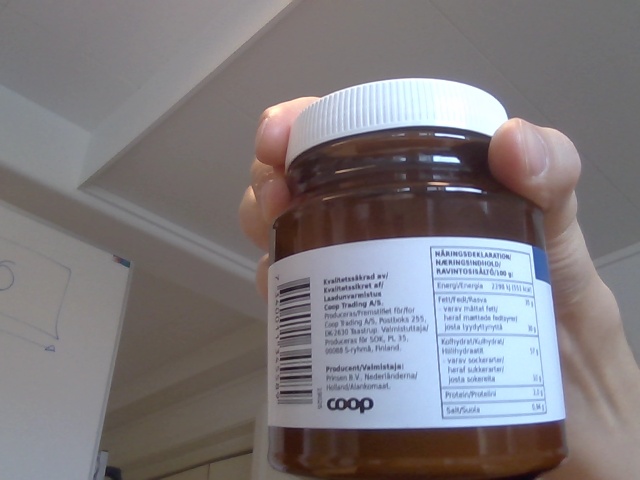 Kvalitetssäkrad av/
Kvalitetssikret af/
Laadunvarmistus
Coop Trading A/S.
Produceras/Fremstillet för/for
Coop Trading A/S, Postboks 255,
DK-2630 Taastrup. Valmistuttaja/
Produceras för SOK, PL 35,
00088 S-ryhmä, Finland.
Producent/Valmistaja:
Prinsen B.V., Nederländerna/
Holland/Alankomaat.
coop
NÄRINGSDEKLARATION/
NÆRINGSINDHOLD/
RAVINTOSISÄLTÖ/100 g:
Energi/Energia
Fett/Fedt/Rasva
varav mättat fett/
heraf mættede fedtsyrer/
josta tyydyttynyttä
Kolhydrat/Kulhydrat/
Hiilihydraatit
- varav sockerarter/
heraf sukkerarter/
josta sokereita
Protein/Proteiini
Salt/Suola